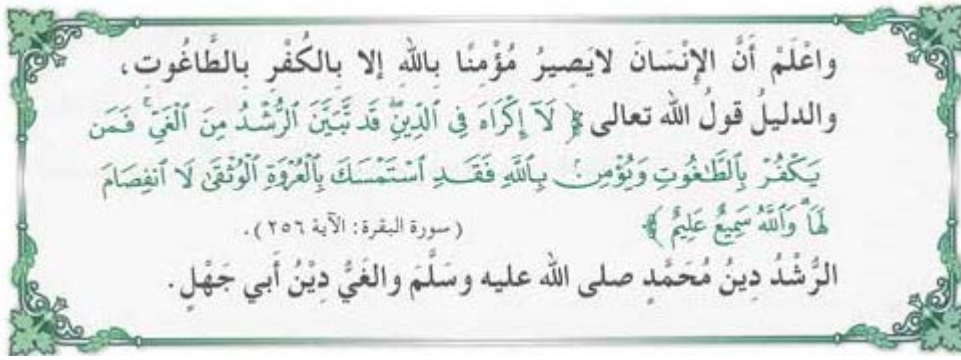 واعْلَمْ أَنَّ الإِنْسَانَ لايَصِيرُ مُؤْمِنًا بِاللهِ إلا بِالكُفْرِ بِالطَّاغُوتِ،
والدليلُ قولُ الله تعالى ﴿ لَآ إِكْرَاهَ فِي ٱلدِّينِۖ قَد تَّبَيَّنَ ٱلرُّشْدُ مِنَ ٱلْغَيِّۚ فَمَن
يَكْفُرْ بِٱلطَّٰغُوتِ وَيُؤْمِنۢ بِٱللَّهِ فَقَدِ ٱسْتَمْسَكَ بِٱلْعُرْوَةِ ٱلْوُثْقَىٰ لَا ٱنفِصَامَ
لَهَاۗ وَٱللَّهُ سَمِيعٌ عَلِيمٌ ﴾ (سورة البقرة: الآية ٢٥٦).
الرُّشْدُ دِينُ مُحَمَّدٍ صلى الله عليه وسَلَّمَ والغَيُّ دِيْنُ أَبي جَهْلٍ.